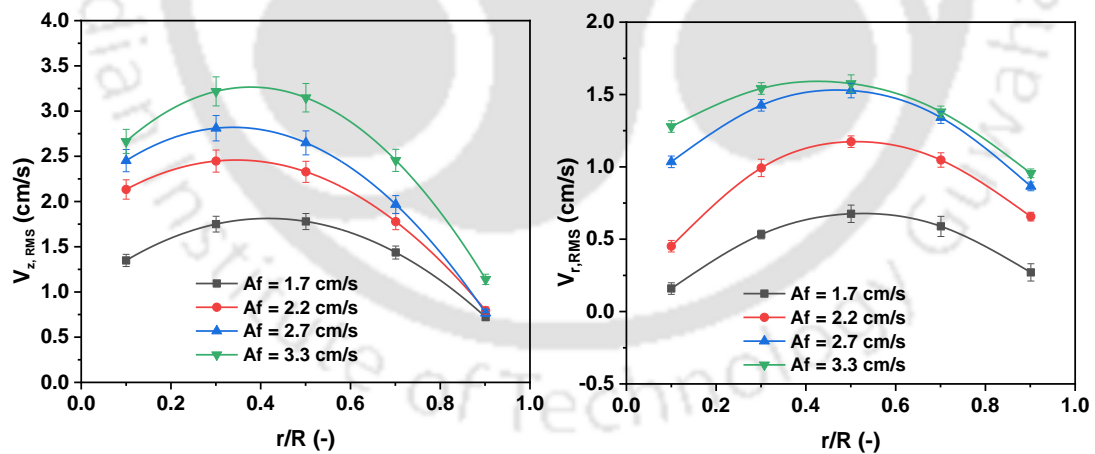 4.0
3.5
3.0
2.5
2.0
1.5
1.0
0.5
0.0
V z, RMS (cm/s)
Af = 1.7 cm/s
Af = 2.2 cm/s
Af = 2.7 cm/s
Af = 3.3 cm/s
0.0 0.2 0.4 0.6 0.8 1.0
r/R (-)
2.0
1.5
1.0
0.5
0.0
-0.5
V r,RMS (cm/s)
Af = 1.7 cm/s
Af = 2.2 cm/s
Af = 2.7 cm/s
Af = 3.3 cm/s
0.0 0.2 0.4 0.6 0.8 1.0
r/R (-)
Institute of Technology